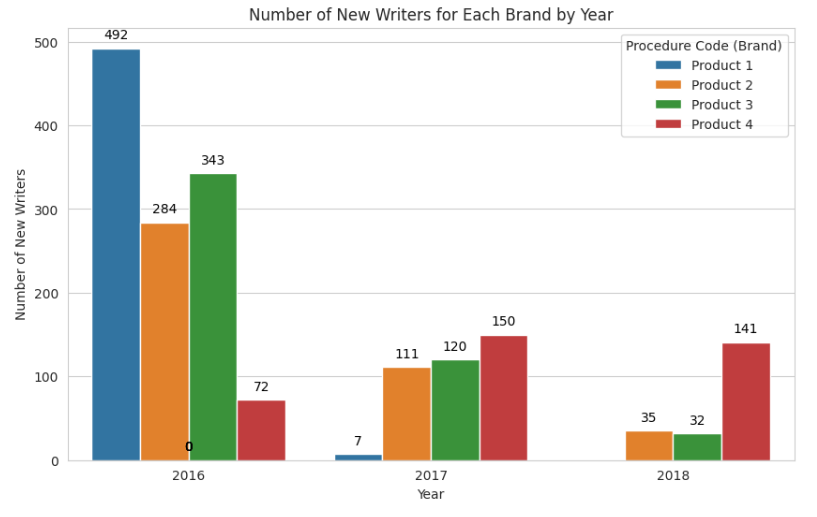 Number of New Writers for Each Brand by Year
Number of New Writers
500
400
300
200
100
0
492
284
343
72
0
7
111
120
150
35
32
141
2016
2017
2018
Year
Procedure Code (Brand)
Product 1
Product 2
Product 3
Product 4